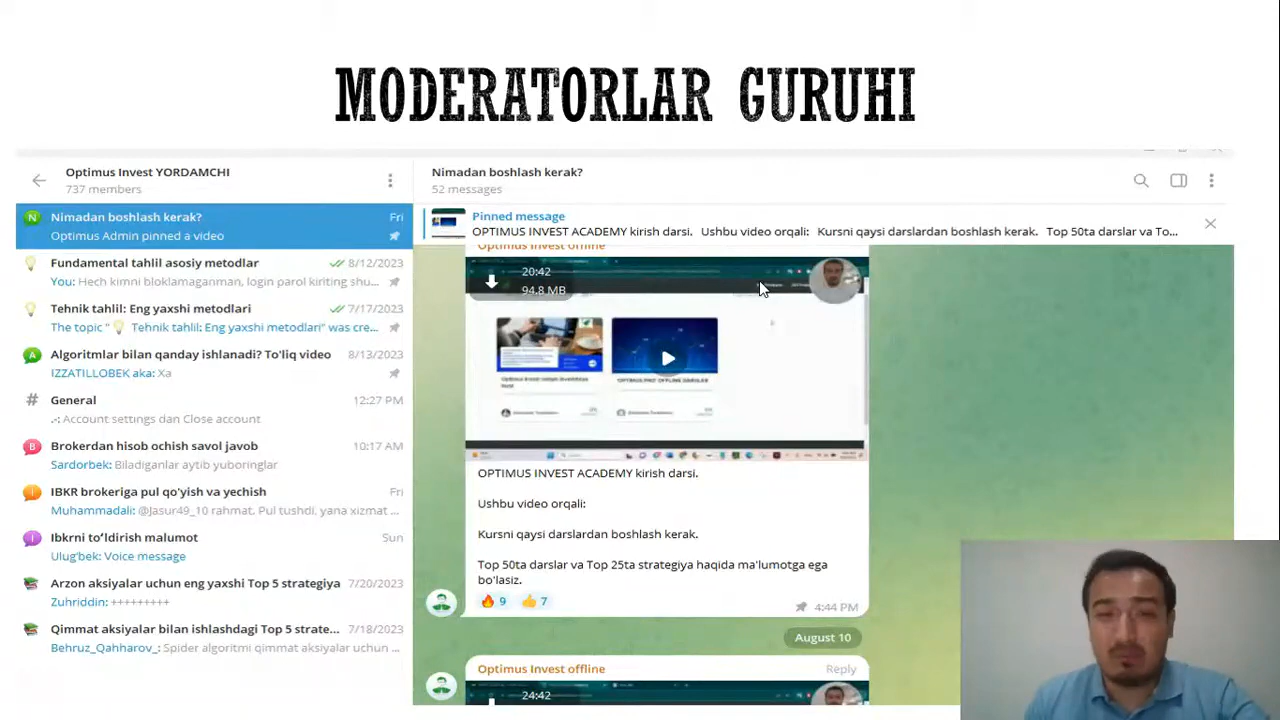 MODERATORLAR GURUHI
Optimus Invest YORDAMCHI
737 members
Nimadan boshlash kerak?
Fri
Optimus Admin pinned a video
Fundamental tahlil asosiy metodlar
8/12/2023
You: Hech kimni bloklamaganman, login parol kiriting shu...
Tehnik tahlil: Eng yaxshi metodlari
7/17/2023
The topic "💡 Tehnik tahlil: Eng yaxshi metodlari" was cre...
Algoritmlar bilan qanday ishlanadi? To'liq video
8/13/2023
IZZATILLOBEK aka: Xa
General
12:27 PM
.-: Account settings dan Close account
Brokerdan hisob ochish savol javob
10:17 AM
Sardorbek: Biladiganlar aytib yuboringlar
IBKR brokeriga pul qo'yish va yechish
Fri
Muhammadali: @Jasur49_10 rahmat. Pul tushdi, yana xizmat ...
Ibkrni to‘ldirish malumot
Sun
Ulug‘bek: Voice message
Arzon aksiyalar uchun eng yaxshi Top 5 strategiya
7/20/2023
Zuhriddin: +++++++++
Qimmat aksiyalar bilan ishlashdagi Top 5 strate...
7/18/2023
Behruz_Qahharov_: Spider algoritmi qimmat aksiyalar uchun ...
Nimadan boshlash kerak?
52 messages
Pinned message
OPTIMUS INVEST ACADEMY kirish darsi. Ushbu video orqali: Kursni qaysi darslardan boshlash kerak. Top 50ta darslar va To...
Optimus Invest offline
20:42
94.8 MB
OPTIMUS INVEST ACADEMY kirish darsi.
Ushbu video orqali:
Kursni qaysi darslardan boshlash kerak.
Top 50ta darslar va Top 25ta strategiya haqida ma'lumotga ega
bo'lasiz.
🔥 9 👍 7
4:44 PM
August 10
Optimus Invest offline
Reply
24:42